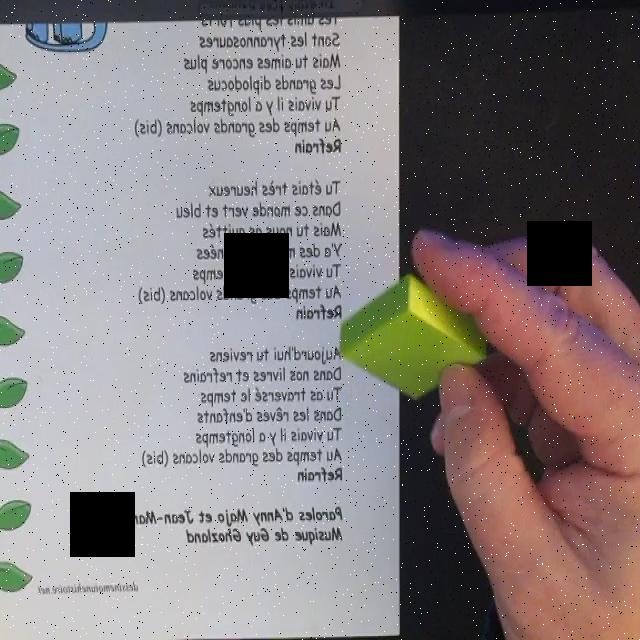 Tes amis les plus
Sont les tyrannosaures
Mais tu aimes encore plus
Les grands diplodocus
Tu vivais il y a longtemps
Au temps des grands volcans (bis)
Refrain
Tu étais très heureux
Dans ce monde vert et bleu
Mais tu nous as quittés
Y'a des nées
Tu vivais temps
Au temps volcans (bis)
Refrain
Aujourd'hui tu reviens
Dans nos livres et refrains
Tu as traversé le temps
Dans les rêves d'enfants
Tu vivais il y a longtemps
Au temps des grands volcans (bis)
Refrain
Paroles d'Anny Majo et Jean-Mar
Musique de Guy Ghozland